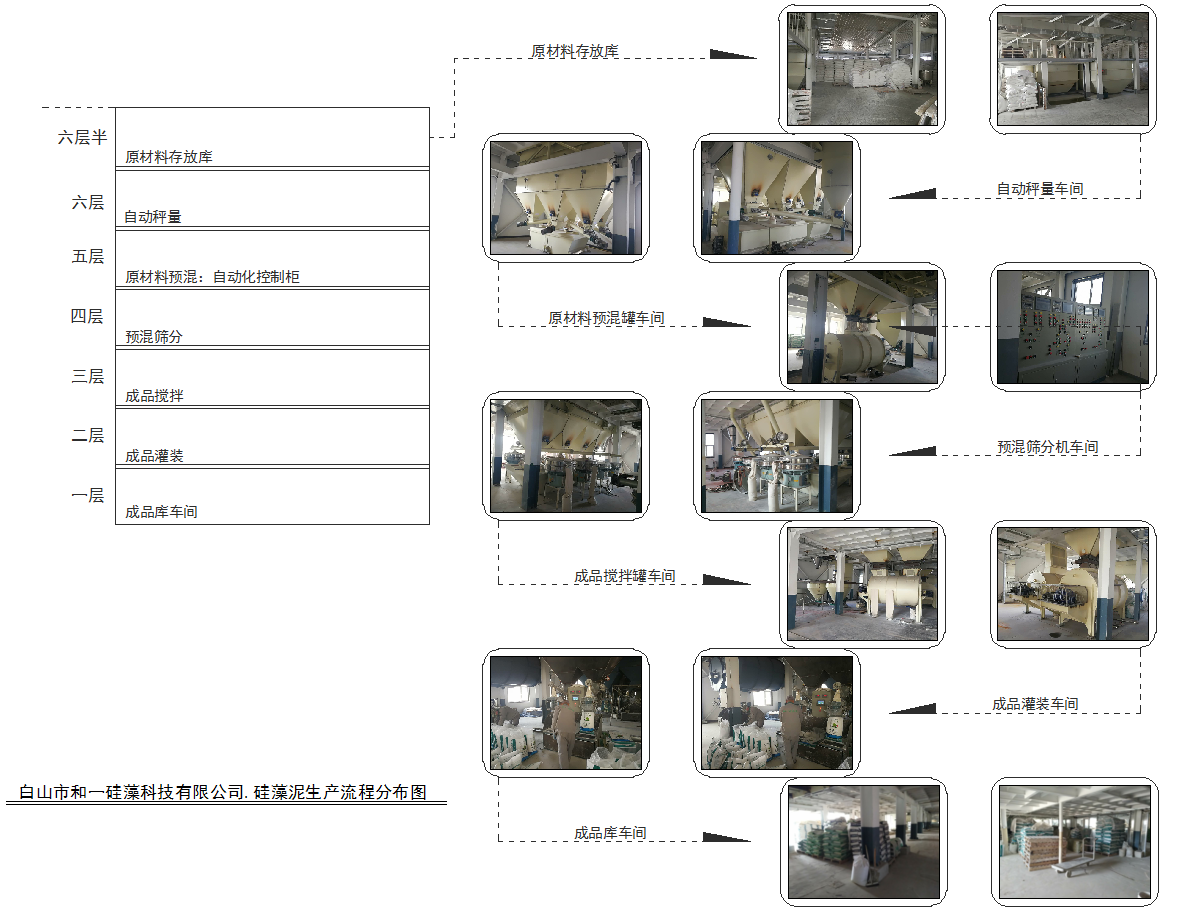 原材料存放库
六层半
原材料存放库
六层
自动秤量
自动秤量车间
五层
原材料预混：自动化控制柜
四层
预混筛分
原材料预混罐车间
三层
成品搅拌
二层
成品灌装
预混筛分机车间
一层
成品库车间
成品搅拌罐车间
成品灌装车间
白山市和一硅藻科技有限公司.硅藻泥生产流程分布图
成品库车间